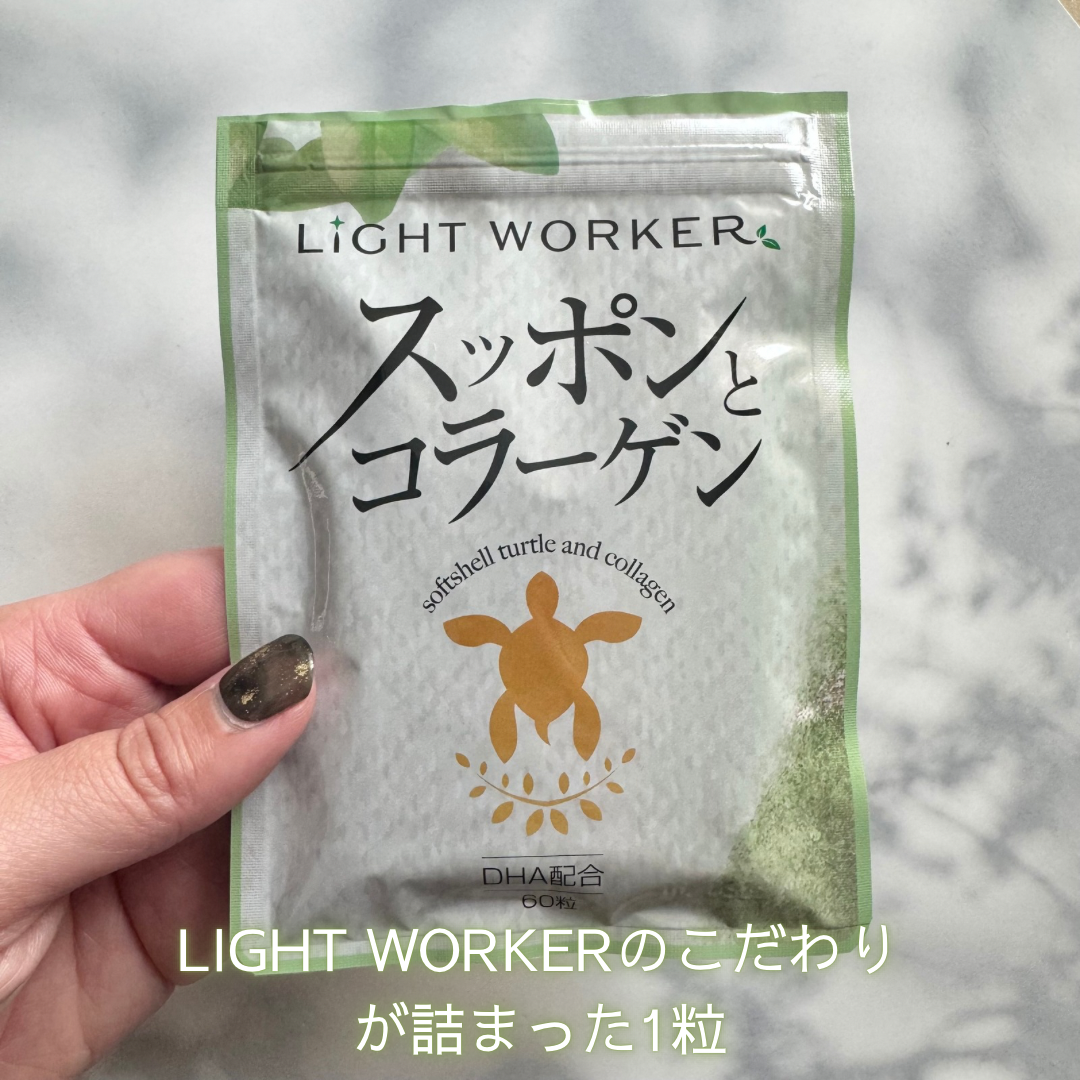 LIGHT WORKER
スッポンと
コラーゲン
softshell turtle and collagen
DHA配合
60粒
LIGHT WORKERのこだわり
が詰まった1粒